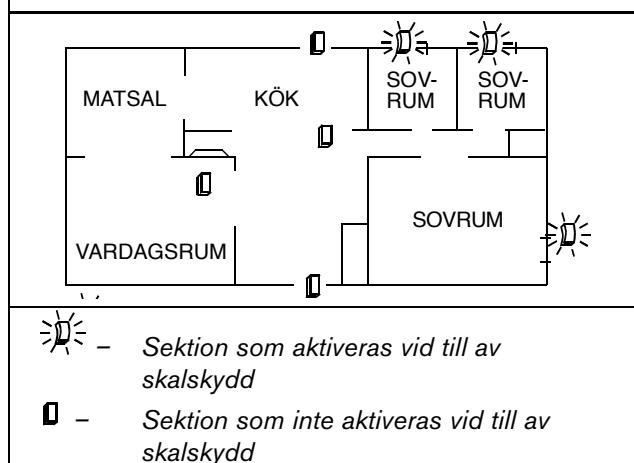 SOV-
RUM
SOV-
RUM
MATSAL
KÖK
SOVRUM
VARDAGSRUM
– Sektion som aktiveras vid till av
skalskydd
– Sektion som inte aktiveras vid till av
skalskydd